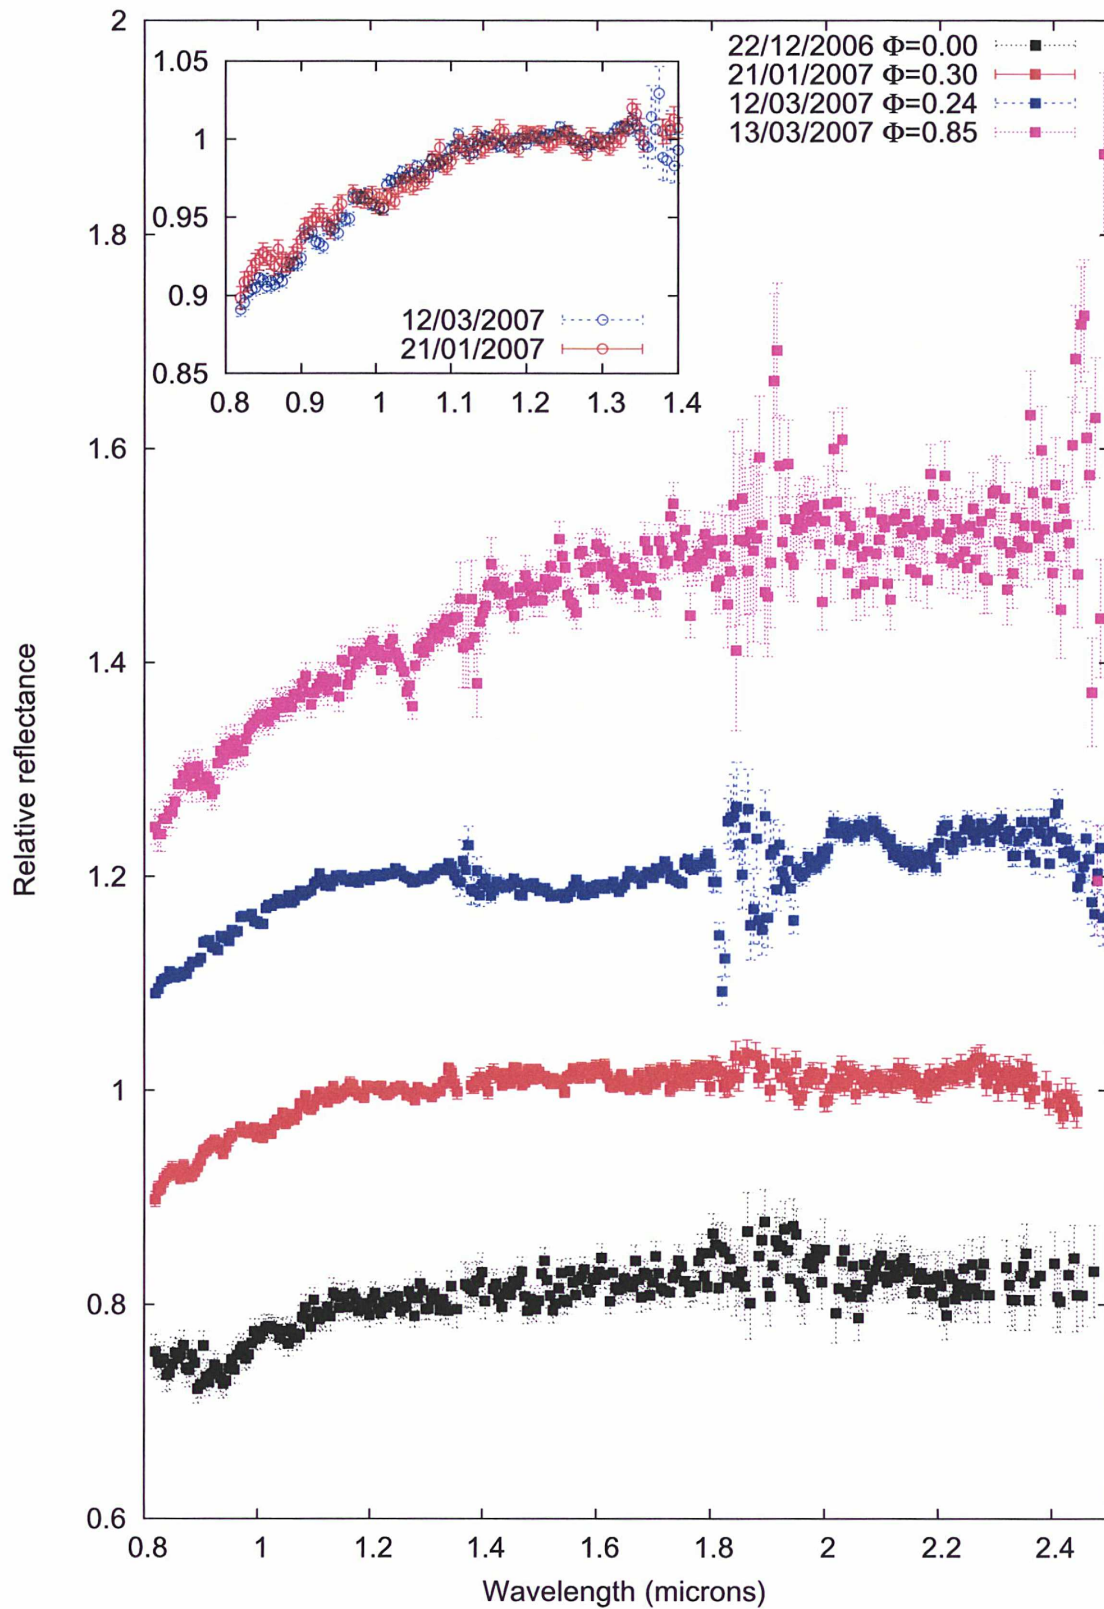 2
22/12/2006 Φ=0.00
21/01/2007 Φ=0.30
12/03/2007 Φ=0.24
13/03/2007 Φ=0.85
1.05
1
0.95
0.9
0.85
12/03/2007
21/01/2007
0.8 0.9 1 1.1 1.2 1.3 1.4
1.8
1.6
1.4
1.2
1
0.8
0.6
Relative reflectance
0.8 1 1.2 1.4 1.6 1.8 2 2.2 2.4
Wavelength (microns)